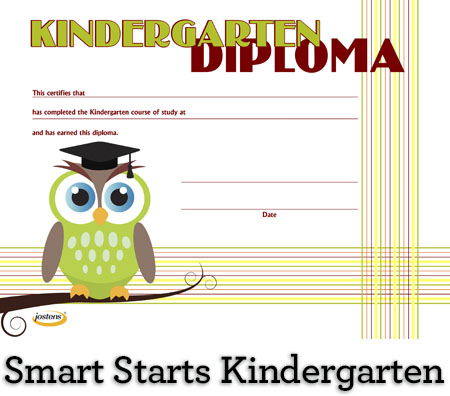 KINDERGARTEN
DIPLOMA
This certifies that
has completed the Kindergarten course of study at
and has earned this diploma.
Date
jostens
Smart Starts Kindergarten